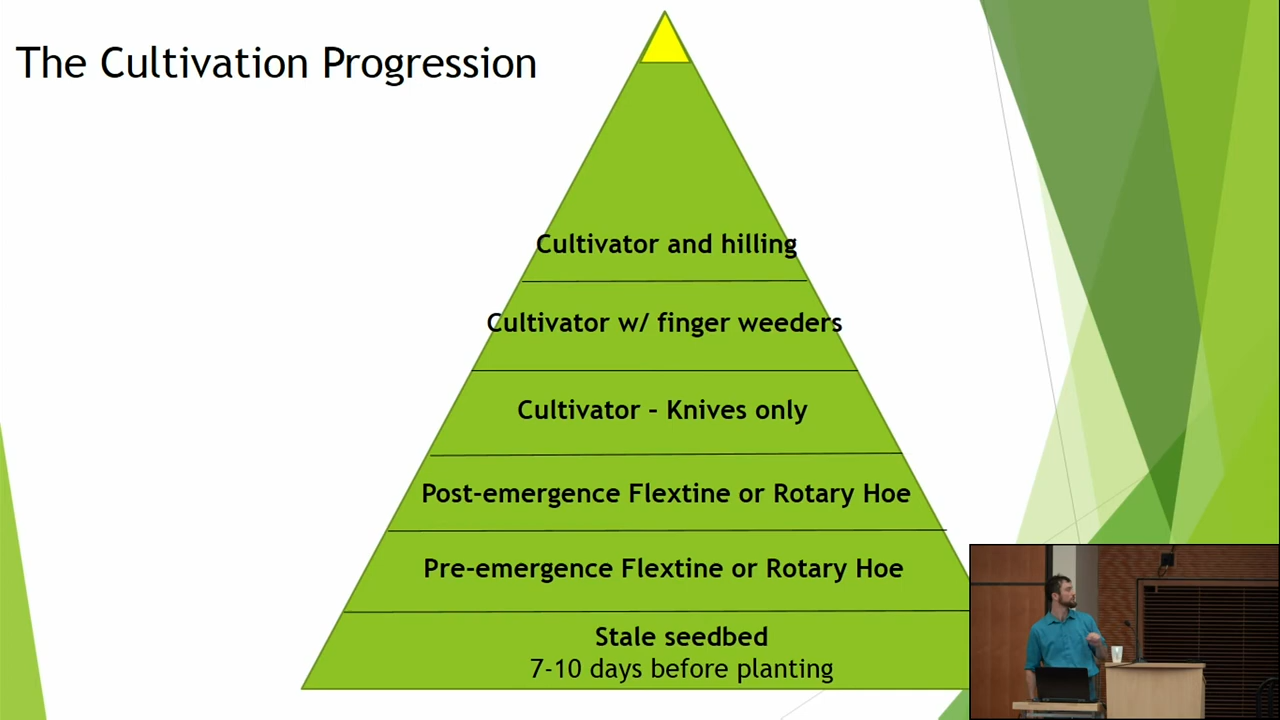 The Cultivation Progression
Cultivator and hilling
Cultivator w/ finger weeders
Cultivator – Knives only
Post-emergence Flextine or Rotary Hoe
Pre-emergence Flextine or Rotary Hoe
Stale seedbed
7-10 days before planting